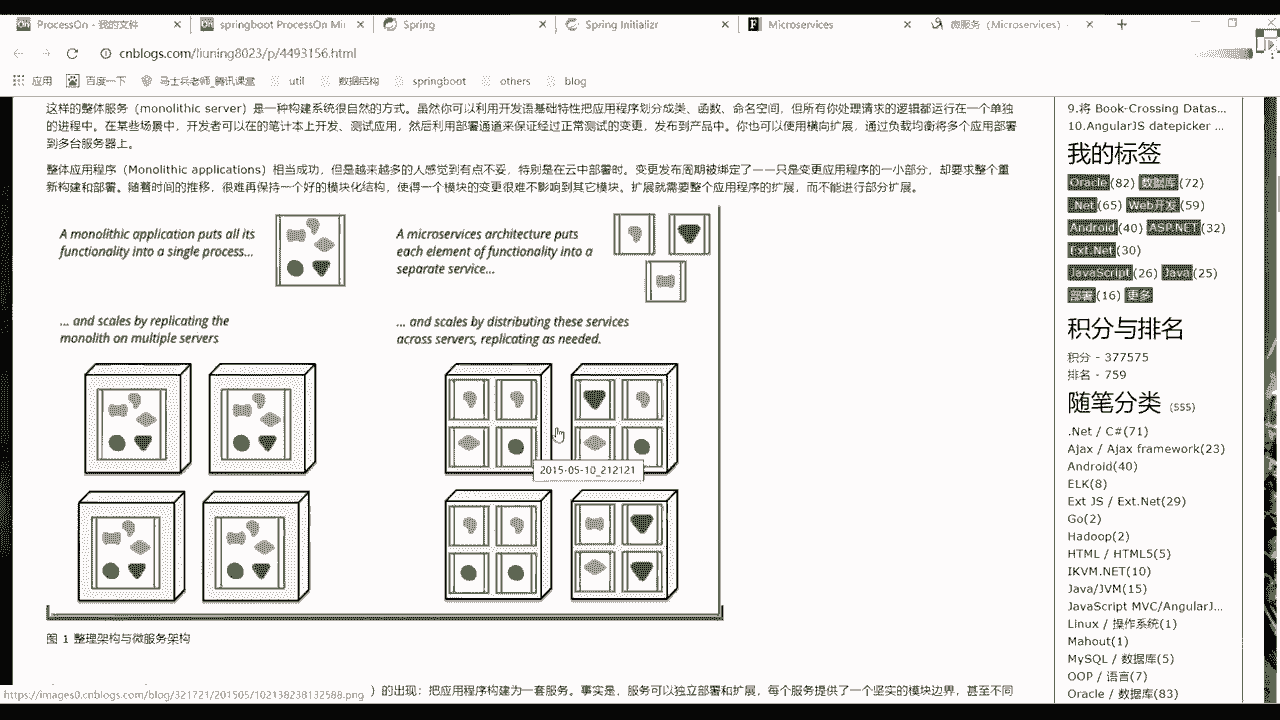 ProcessOn - 我的文件
springboot ProcessOn Mi
Spring
Spring Initializr
Microservices
微服务（Microservices）-
cnblogs.com/liuning8023/p/4493156.html
应用
百度一下
马士兵老师_腾讯课堂
util
数据结构
springboot
others
blog
这样的整体服务（monolithic server）是一种构建系统很自然的方式。虽然你可以利用开发语基础特性把应用程序划分成类、函数、命名空间，但所有你处理请求的逻辑都运行在一个单独
的进程中。在某些场景中，开发者可以在的笔计本上开发、测试应用，然后利用部署通道来保证经过正常测试的变更，发布到产品中。你也可以使用横向扩展，通过负载均衡将多个应用部署
到多台服务器上。
整体应用程序（Monolithic applications）相当成功，但是越来越多的人感觉到有点不妥，特别是在云中部署时。变更发布周期被绑定了——只是变更应用程序的一小部分，却要求整个重
新构建和部署。随着时间的推移，很难再保持一个好的模块化结构，使得一个模块的变更很难不影响到其它模块。扩展就需要整个应用程序的扩展，而不能进行部分扩展。
A monolithic application puts all its
functionality into a single process...
A microservices architecture puts
each element of functionality into a
separate service...
... and scales by replicating the
monolith on multiple servers
... and scales by distributing these services
across servers, replicating as needed.
2015-05-10_212121
图 1 整理架构与微服务架构
）的出现：把应用程序构建为一套服务。事实是，服务可以独立部署和扩展，每个服务提供了一个坚实的模块边界，甚至不同
https://images0.cnblogs.com/blog/321721/201505/102138238132588.png
9.将 Book-Crossing Datas...
10.AngularJS datepicker ...
我的标签
Oracle(82) 数据库(72)
.Net(65) Web开发(59)
Android(40) ASP.NET(32)
Ext.Net(30)
JavaScript(26) Java(25)
部署(16) 更多
积分与排名
积分 - 377575
排名 - 759
随笔分类 (555)
.Net / C#(71)
Ajax / Ajax framework(23)
Android(40)
ELK(8)
Ext JS / Ext.Net(29)
Go(2)
Hadoop(2)
HTML / HTML5(5)
IKVM.NET(10)
Java/JVM(15)
JavaScript MVC/AngularJ...
Linux / 操作系统(1)
Mahout(1)
MySQL / 数据库(5)
OOP / 语言(7)
Oracle / 数据库(83)